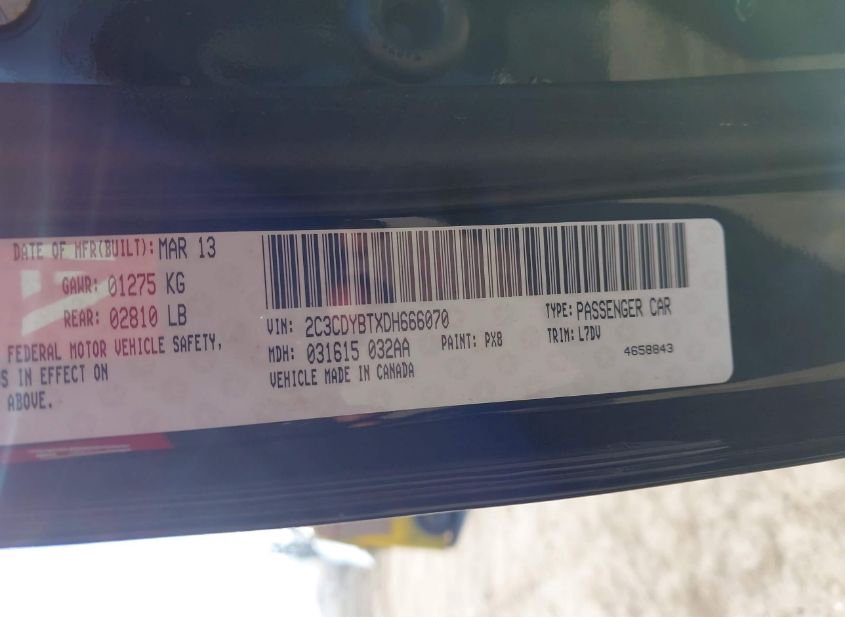 DATE OF MFR(BUILT): MAR 13
GAWR: 01275 KG
REAR: 02810 LB
FEDERAL MOTOR VEHICLE SAFETY,
S IN EFFECT ON
ABOVE.
VIN: 2C3CDYBTXDH666070
TYPE: PASSENGER CAR
MDH: 031615 032AA
PAINT: PX8
TRIM: L7DV
VEHICLE MADE IN CANADA
4658843